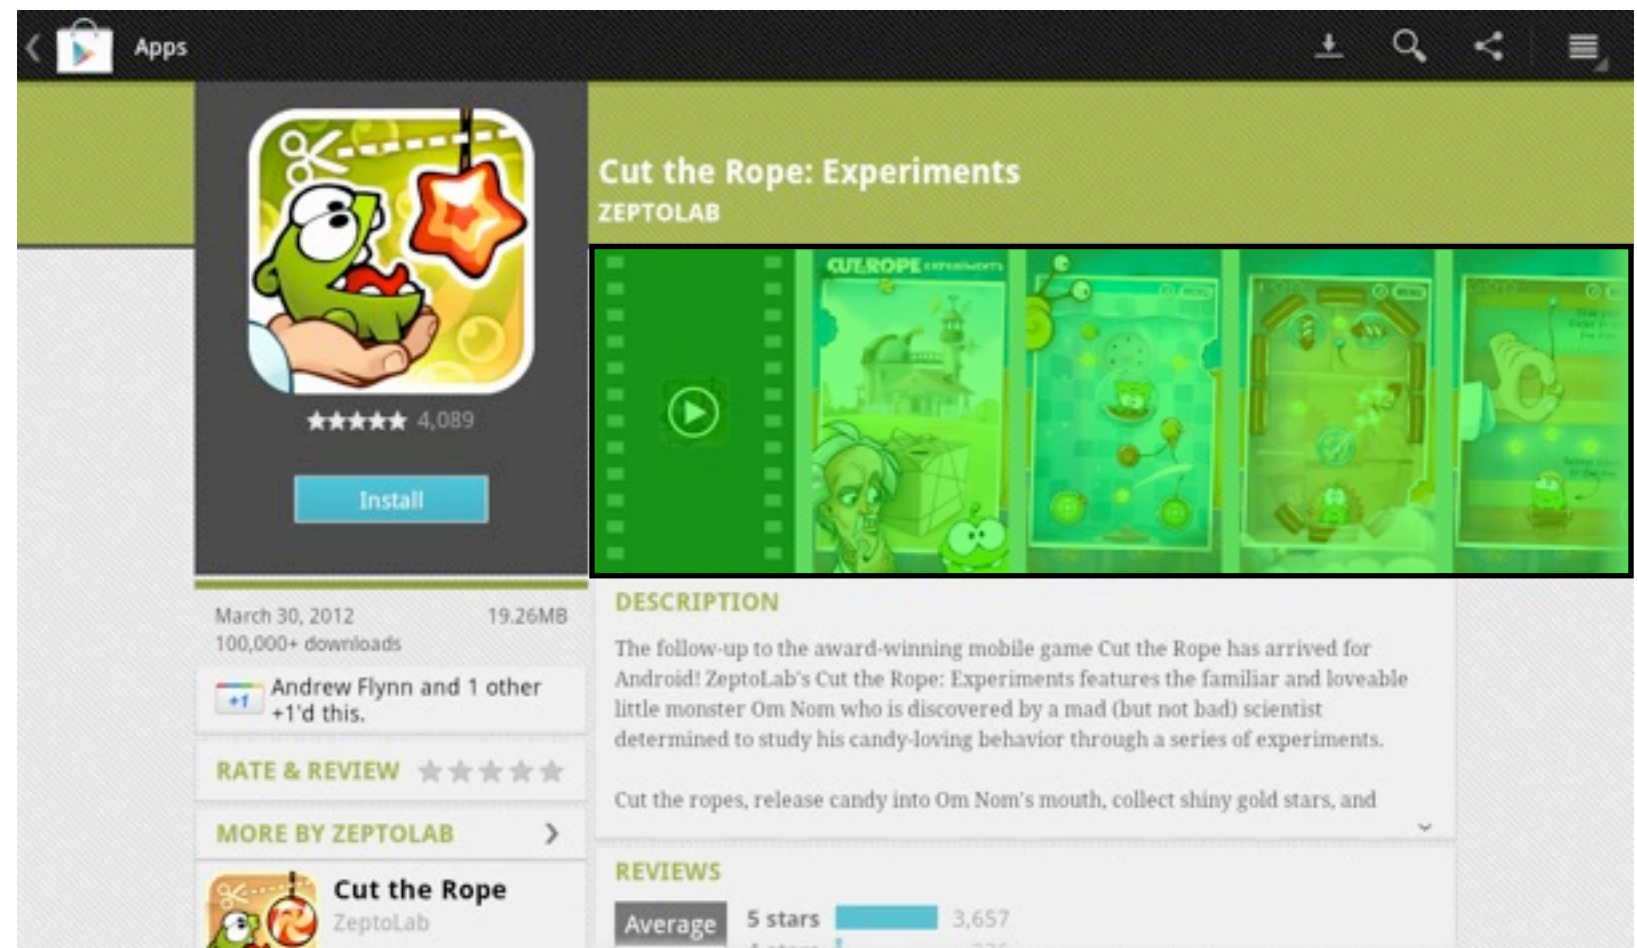 Apps
Cut the Rope: Experiments
ZEPTOLAB
CUT THE ROPE EXPERIMENTS
4,089
Install
March 30, 2012
19.26MB
100,000+ downloads
+1
Andrew Flynn and 1 other
+1'd this.
RATE & REVIEW
MORE BY ZEPTOLAB
Cut the Rope
ZeptoLab
DESCRIPTION
The follow-up to the award-winning mobile game Cut the Rope has arrived for
Android! ZeptoLab's Cut the Rope: Experiments features the familiar and loveable
little monster Om Nom who is discovered by a mad (but not bad) scientist
determined to study his candy-loving behavior through a series of experiments.
Cut the ropes, release candy into Om Nom's mouth, collect shiny gold stars, and
REVIEWS
Average
5 stars
3,657